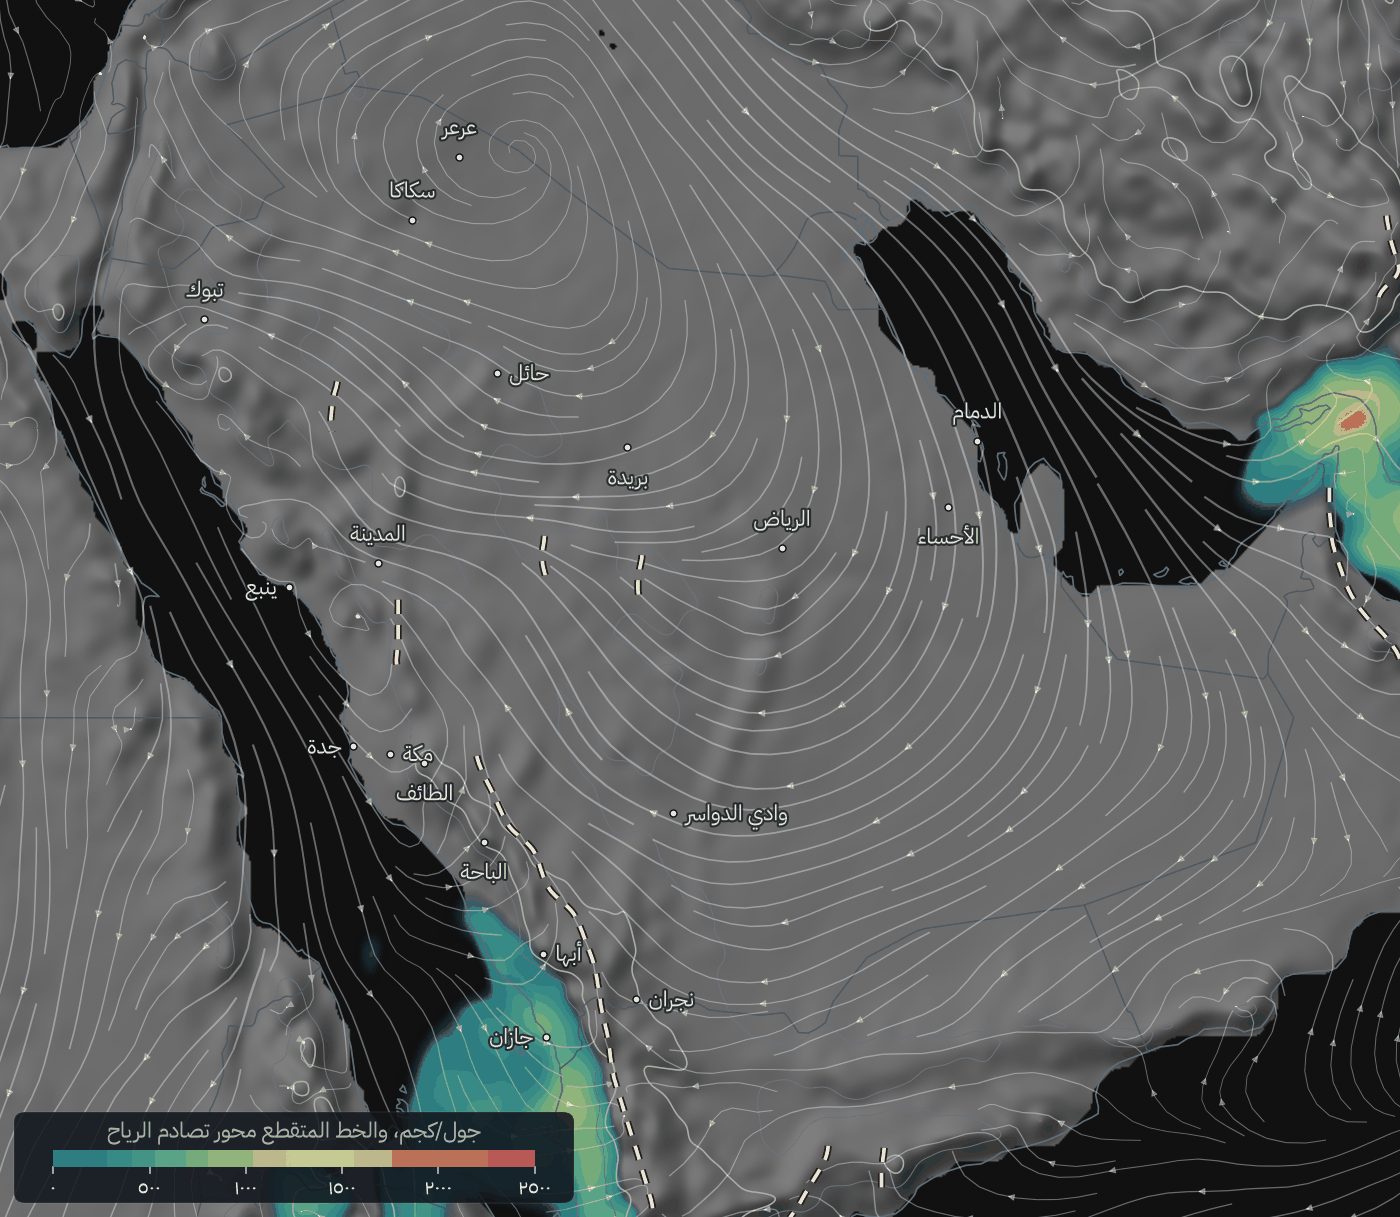 عرعر
سكاكا
تبوك
حائل
الدمام
بريدة
الرياض
الأحساء
المدينة
ينبع
جدة
مكة
الطائف
وادي الدواسر
الباحة
أبها
نجران
جازان
جول/كجم، والخط المتقطع محور تصادم الرياح
٠ ٥٠٠ ١٠٠٠ ١٥٠٠ ٢٠٠٠ ٢٥٠٠